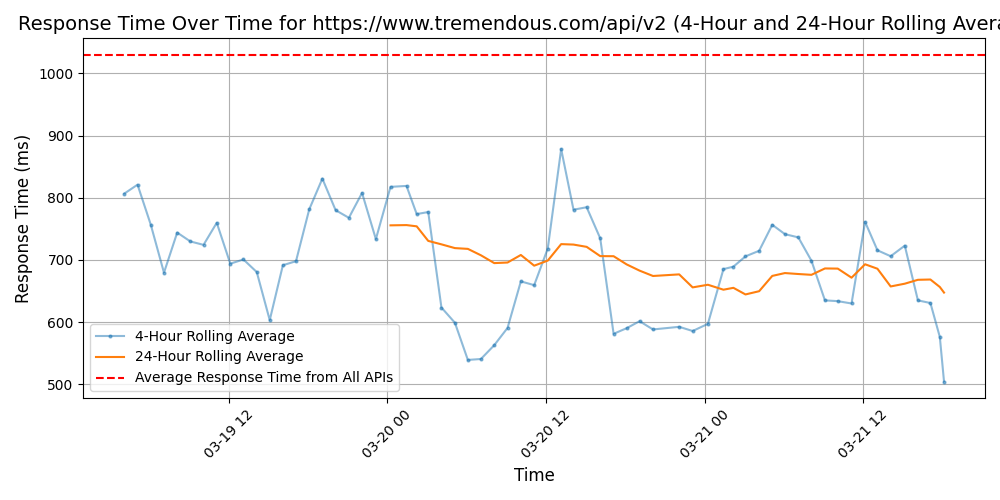 Response Time Over Time for https://www.tremendous.com/api/v2 (4-Hour and 24-Hour Rolling Avera
Response Time (ms)
1000
900
800
700
600
500
4-Hour Rolling Average
24-Hour Rolling Average
Average Response Time from All APIs
03-19 12
03-20 00
03-20 12
03-21 00
03-21 12
Time